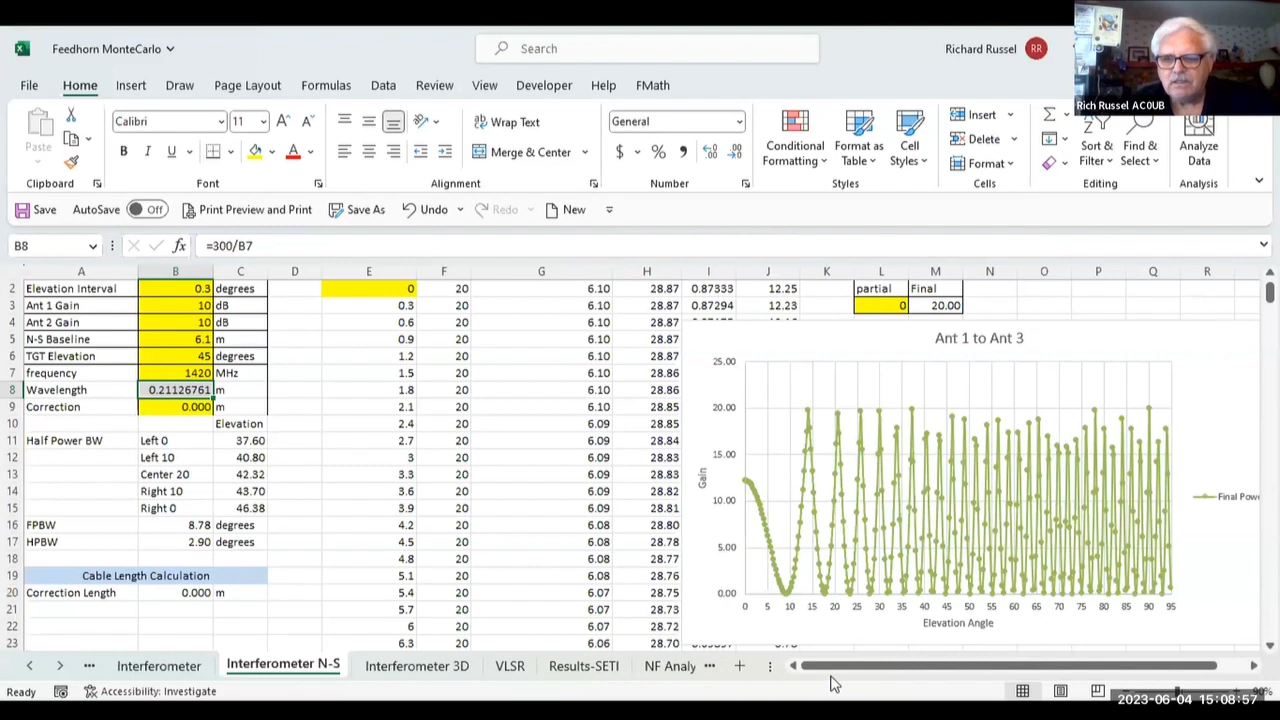 Feedhorn MonteCarlo
Search
Richard Russel RR
Rich Russel AC0UB
File Home Insert Draw Page Layout Formulas Data Review View Developer Help FMath
Paste
Calibri 11
Wrap Text
Merge & Center
General
Conditional Formatting
Format as Table
Cell Styles
Insert
Delete
Format
Sort & Filter
Find & Select
Analyze Data
Clipboard Font Alignment Number Styles Cells Editing Analysis
Save AutoSave Off Print Preview and Print Save As Undo Redo New
B8 fx =300/B7
A B C D E F G H I J K L M N O P Q R
2 Elevation Interval 0.3 degrees 0 20 6.10 28.87 0.87333 12.25 partial Final
3 Ant 1 Gain 10 dB 0.3 20 6.10 28.87 0.87294 12.23 0 20.00
4 Ant 2 Gain 10 dB 0.6 20 6.10 28.87
5 N-S Baseline 6.1 m 0.9 20 6.10 28.87
6 TGT Elevation 45 degrees 1.2 20 6.10 28.87
7 frequency 1420 MHz 1.5 20 6.10 28.86
8 Wavelength 0.21126761 m 1.8 20 6.10 28.86
9 Correction 0.000 m 2.1 20 6.10 28.85
10 Elevation 2.4 20 6.09 28.85
11 Half Power BW Left 0 37.60 2.7 20 6.09 28.84
12 Left 10 40.80 3 20 6.09 28.83
13 Center 20 42.32 3.3 20 6.09 28.83
14 Right 10 43.70 3.6 20 6.09 28.82
15 Right 0 46.38 3.9 20 6.09 28.81
16 FPBW 8.78 degrees 4.2 20 6.08 28.80
17 HPBW 2.90 degrees 4.5 20 6.08 28.78
18 4.8 20 6.08 28.77
19 Cable Length Calculation 5.1 20 6.08 28.76
20 Correction Length 0.000 m 5.4 20 6.07 28.75
21 5.7 20 6.07 28.73
22 6 20 6.07 28.72
23 6.3 20 6.06 28.70
Ant 1 to Ant 3
25.00
20.00
15.00
10.00
5.00
0.00
Gain
0 5 10 15 20 25 30 35 40 45 50 55 60 65 70 75 80 85 90 95
Elevation Angle
Final Powe
Interferometer Interferometer N-S Interferometer 3D VLSR Results-SETI NF Analy
Ready Accessibility: Investigate
90%
2023-06-04 15:08:57